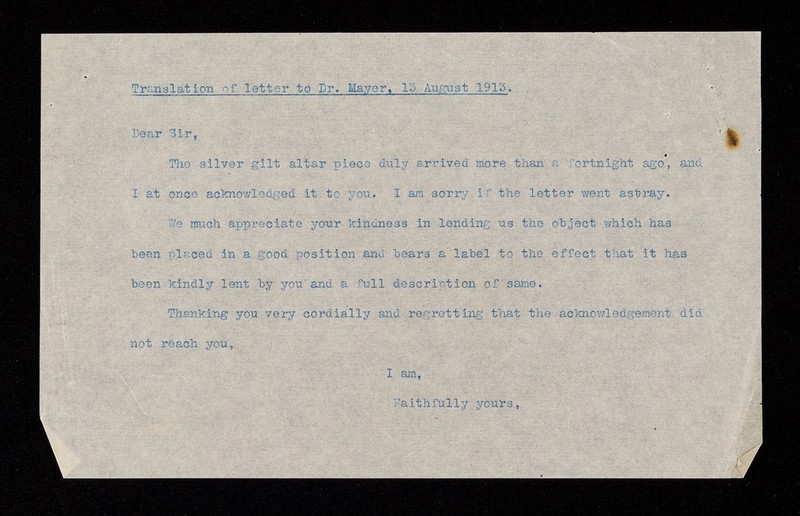 Translation of letter to Dr. Mayer, 13 August 1913.
Dear Sir,
The silver gilt altar piece duly arrived more than a fortnight ago, and
I at once acknowledged it to you. I am sorry if the letter went astray.
We much appreciate your kindness in lending us the object which has
been placed in a good position and bears a label to the effect that it has
been kindly lent by you and a full description of same.
Thanking you very cordially and regretting that the acknowledgement did
not reach you,
I am,
Faithfully yours,